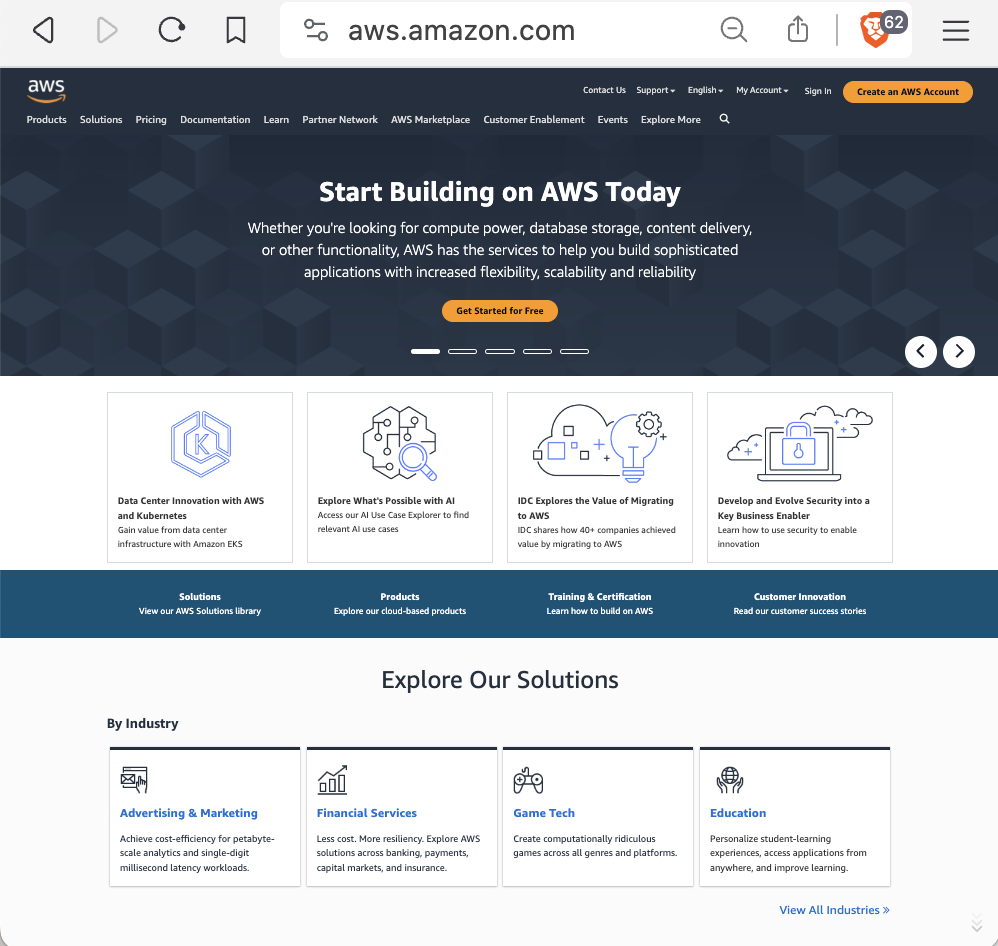 aws.amazon.com
62
aws
Contact Us Support English My Account Sign In Create an AWS Account
Products Solutions Pricing Documentation Learn Partner Network AWS Marketplace Customer Enablement Events Explore More
Start Building on AWS Today
Whether you're looking for compute power, database storage, content delivery,
or other functionality, AWS has the services to help you build sophisticated
applications with increased flexibility, scalability and reliability
Get Started for Free
K
Data Center Innovation with AWS
and Kubernetes
Gain value from data center
infrastructure with Amazon EKS
Explore What's Possible with AI
Access our AI Use Case Explorer to find
relevant AI use cases
IDC Explores the Value of Migrating
to AWS
IDC shares how 40+ companies achieved
value by migrating to AWS
Develop and Evolve Security into a
Key Business Enabler
Learn how to use security to enable
innovation
Solutions
View our AWS Solutions library
Products
Explore our cloud-based products
Training & Certification
Learn how to build on AWS
Customer Innovation
Read our customer success stories
Explore Our Solutions
By Industry
Advertising & Marketing
Achieve cost-efficiency for petabyte-
scale analytics and single-digit
millisecond latency workloads.
Financial Services
Less cost. More resiliency. Explore AWS
solutions across banking, payments,
capital markets, and insurance.
Game Tech
Create computationally ridiculous
games across all genres and platforms.
Education
Personalize student-learning
experiences, access applications from
anywhere, and improve learning.
View All Industries »